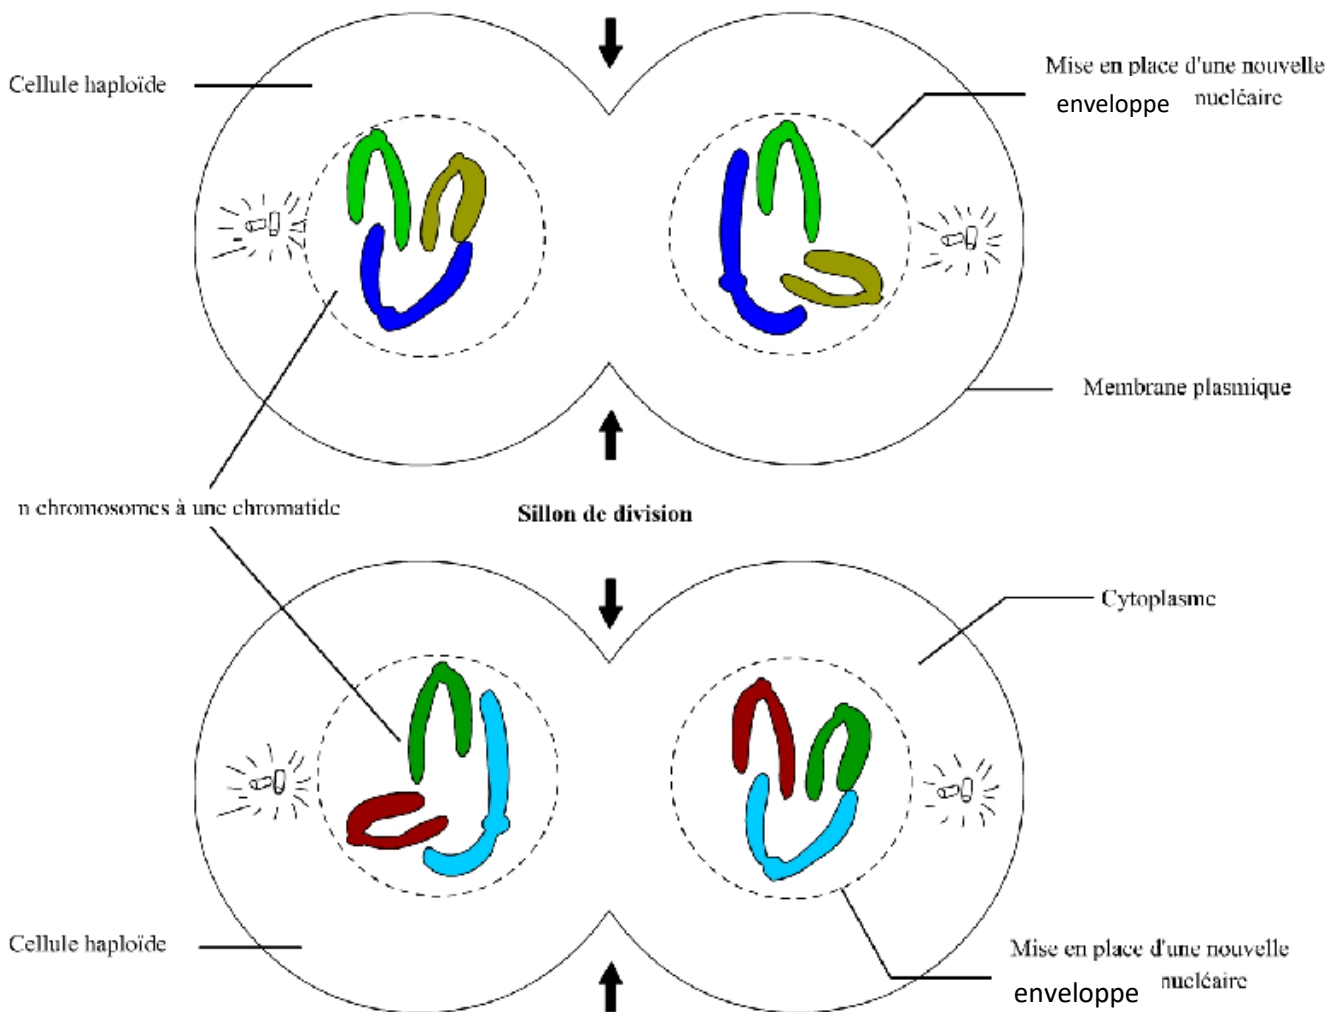 Cellule haploïde
Mise en place d'une nouvelle
enveloppe nucléaire
Membrane plasmique
n chromosomes à une chromatide
Sillon de division
Cytoplasme
Cellule haploïde
Mise en place d'une nouvelle
enveloppe nucléaire